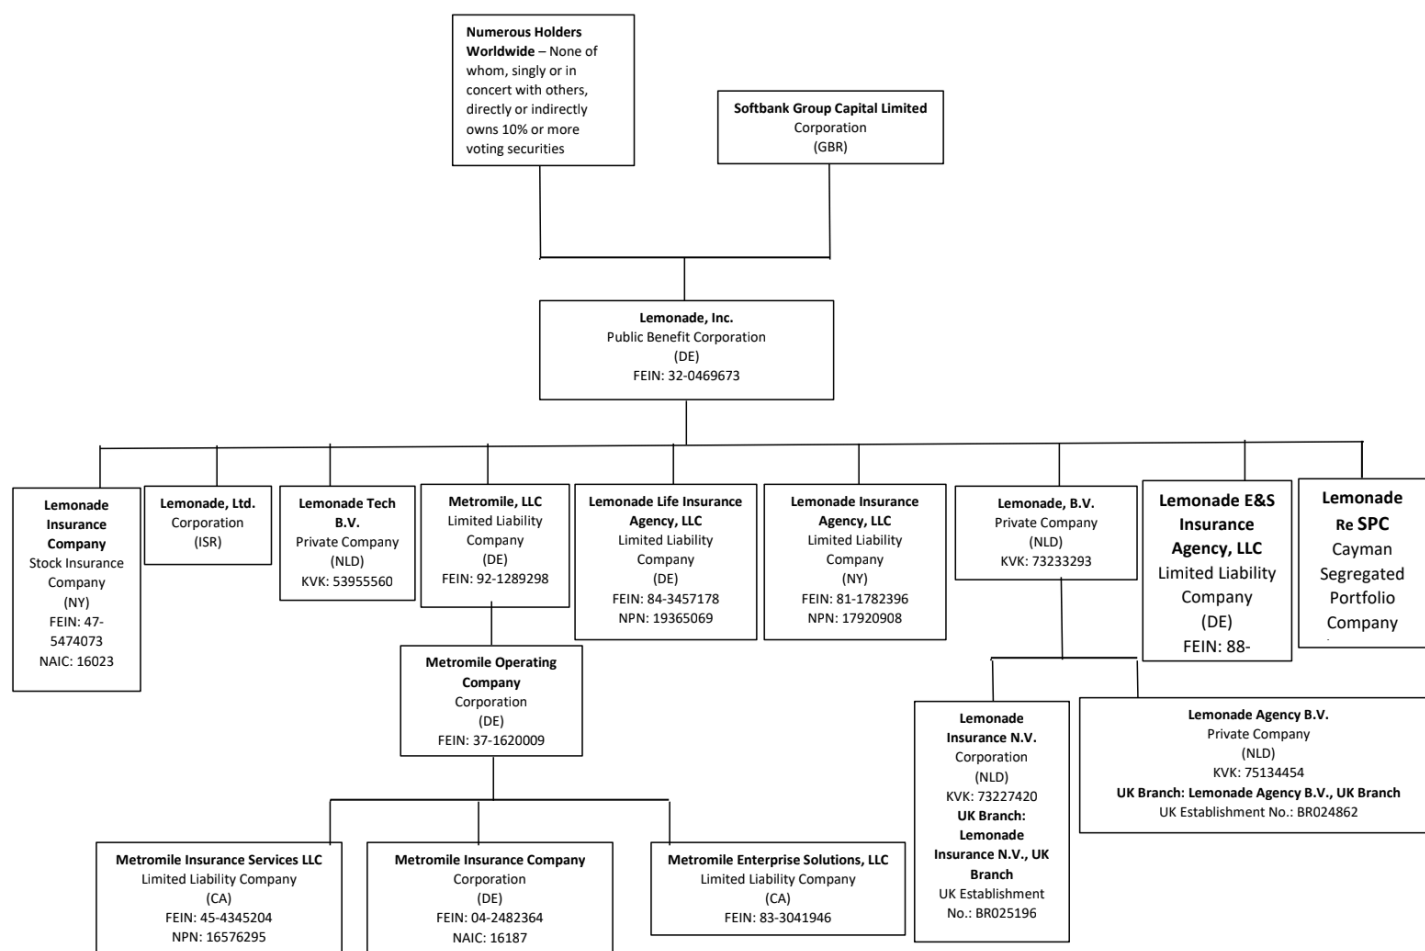 Numerous Holders
Worldwide – None of
whom, singly or in
concert with others,
directly or indirectly
owns 10% or more
voting securities
Softbank Group Capital Limited
Corporation
(GBR)
Lemonade, Inc.
Public Benefit Corporation
(DE)
FEIN: 32-0469673
Lemonade
Insurance
Company
Stock Insurance
Company
(NY)
FEIN: 47-
5474073
NAIC: 16023
Lemonade, Ltd.
Corporation
(ISR)
Lemonade Tech
B.V.
Private Company
(NLD)
KVK: 53955560
Metromile, LLC
Limited Liability
Company
(DE)
FEIN: 92-1289298
Lemonade Life Insurance
Agency, LLC
Limited Liability
Company
(DE)
FEIN: 84-3457178
NPN: 19365069
Lemonade Insurance
Agency, LLC
Limited Liability
Company
(NY)
FEIN: 81-1782396
NPN: 17920908
Lemonade, B.V.
Private Company
(NLD)
KVK: 73233293
Lemonade E&S
Insurance
Agency, LLC
Limited Liability
Company
(DE)
FEIN: 88-
Lemonade
Re SPC
Cayman
Segregated
Portfolio
Company
Metromile Operating
Company
Corporation
(DE)
FEIN: 37-1620009
Lemonade
Insurance N.V.
Corporation
(NLD)
KVK: 73227420
UK Branch:
Lemonade
Insurance N.V., UK
Branch
UK Establishment
No.: BR025196
Lemonade Agency B.V.
Private Company
(NLD)
KVK: 75134454
UK Branch: Lemonade Agency B.V., UK Branch
UK Establishment No.: BR024862
Metromile Insurance Services LLC
Limited Liability Company
(CA)
FEIN: 45-4345204
NPN: 16576295
Metromile Insurance Company
Corporation
(DE)
FEIN: 04-2482364
NAIC: 16187
Metromile Enterprise Solutions, LLC
Limited Liability Company
(CA)
FEIN: 83-3041946